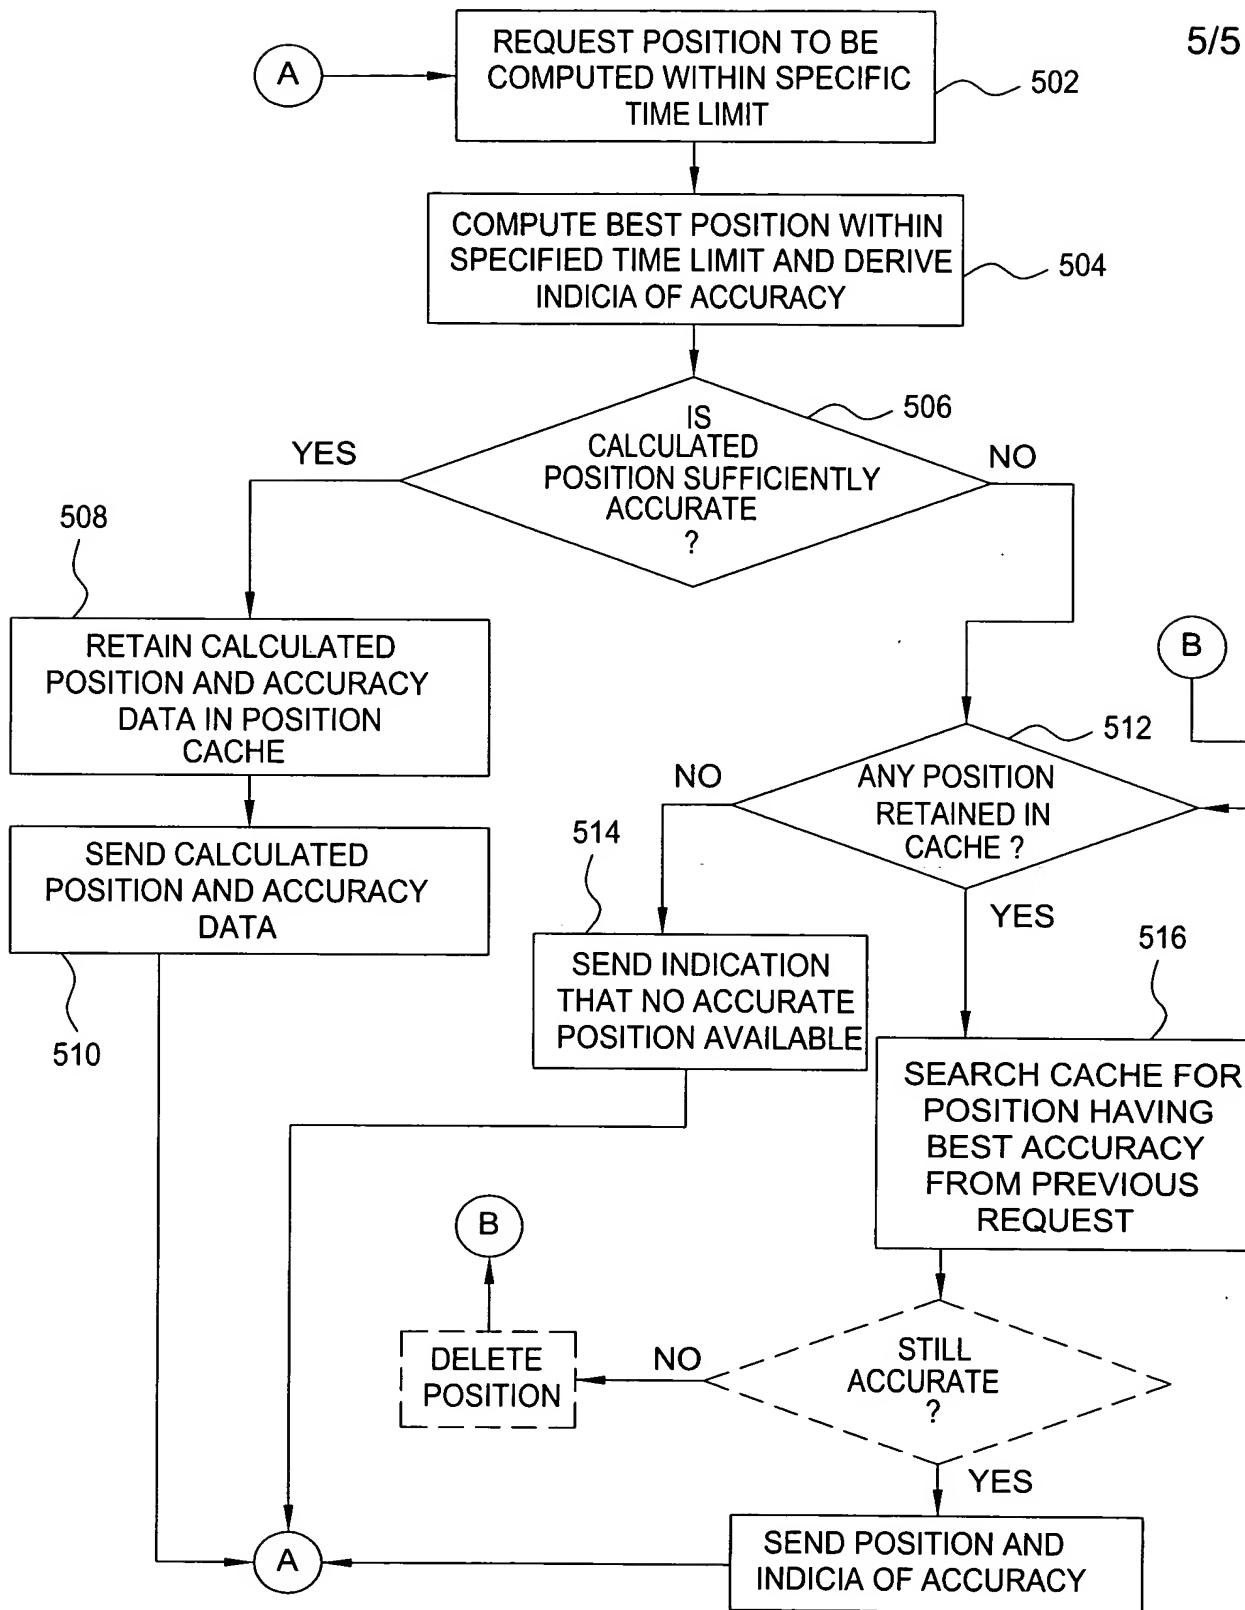 5/5
A
REQUEST POSITION TO BE
COMPUTED WITHIN SPECIFIC
TIME LIMIT
502
COMPUTE BEST POSITION WITHIN
SPECIFIED TIME LIMIT AND DERIVE
INDICIA OF ACCURACY
504
IS
CALCULATED
POSITION SUFFICIENTLY
ACCURATE
?
506
YES
NO
508
RETAIN CALCULATED
POSITION AND ACCURACY
DATA IN POSITION
CACHE
B
512
ANY POSITION
RETAINED IN
CACHE ?
NO
YES
SEND CALCULATED
POSITION AND ACCURACY
DATA
510
514
SEND INDICATION
THAT NO ACCURATE
POSITION AVAILABLE
516
SEARCH CACHE FOR
POSITION HAVING
BEST ACCURACY
FROM PREVIOUS
REQUEST
B
DELETE
POSITION
NO
STILL
ACCURATE
?
YES
A
SEND POSITION AND
INDICIA OF ACCURACY